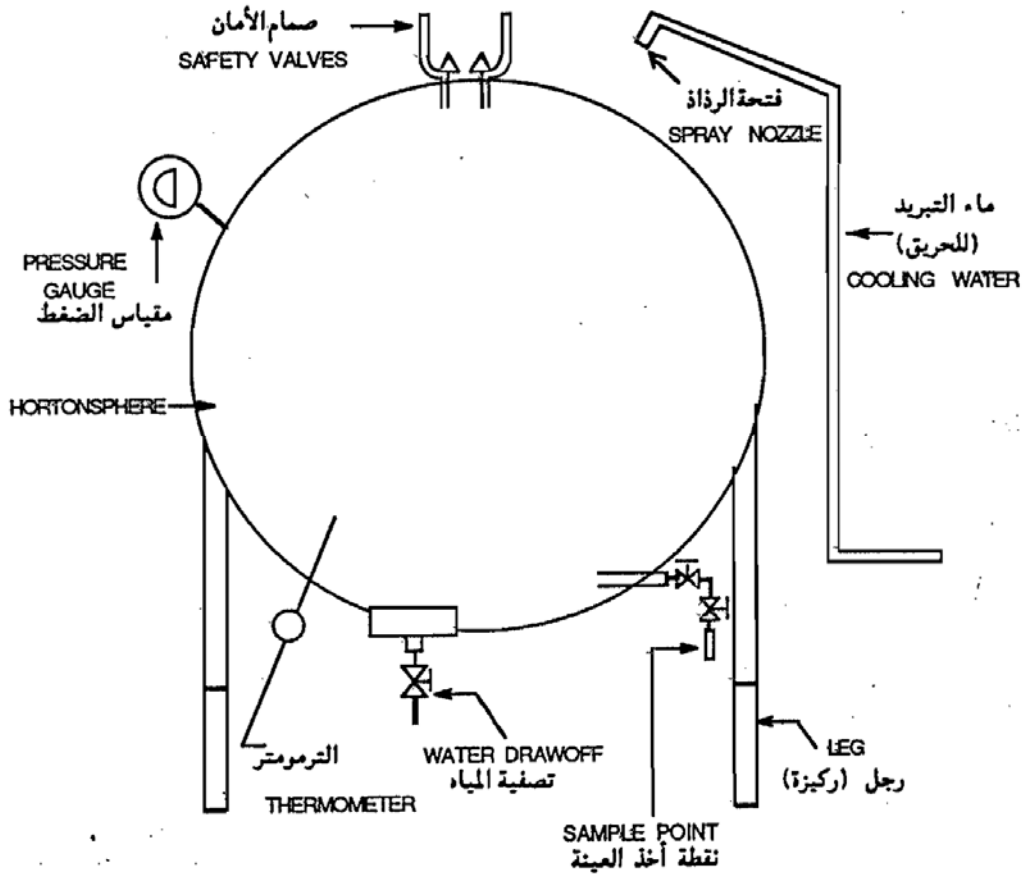 صمام الأمان
SAFETY VALVES
فتحة الرذاذ
SPRAY NOZZLE
ماء التبريد
(للحريق)
COOLING WATER
PRESSURE
GAUGE
مقياس الضغط
HORTONSPHERE
الترمومتر
THERMOMETER
WATER DRAWOFF
تصفية المياه
LEG
رجل (ركيزة)
SAMPLE POINT
نقطة أخذ العينة